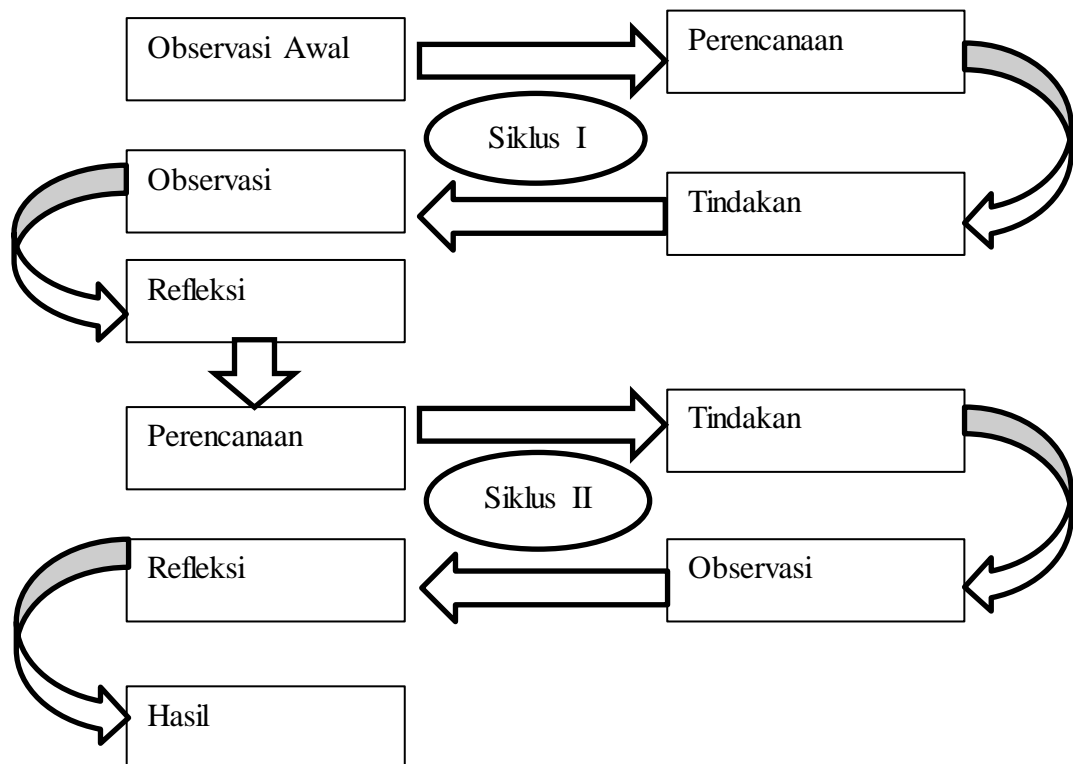 Observasi Awal
Perencanaan
Siklus I
Observasi
Tindakan
Refleksi
Perencanaan
Tindakan
Siklus II
Refleksi
Observasi
Hasil